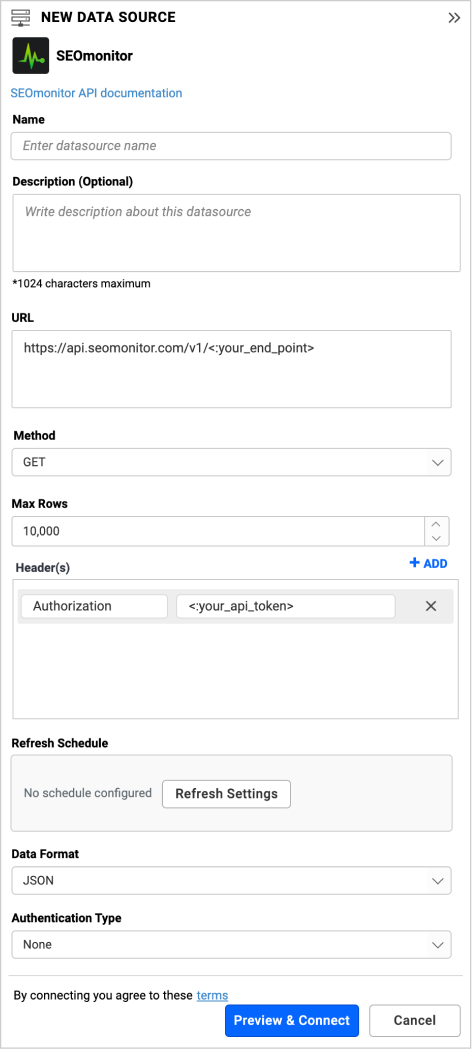 NEW DATA SOURCE
SEOmonitor
SEOmonitor API documentation
Name
Enter datasource name
Description (Optional)
Write description about this datasource
*1024 characters maximum
URL
https://api.seomonitor.com/v1/<:your_end_point>
Method
GET
Max Rows
10,000
Header(s)
+ ADD
Authorization <:your_api_token>
Refresh Schedule
No schedule configured Refresh Settings
Data Format
JSON
Authentication Type
None
By connecting you agree to these terms
Preview & Connect Cancel